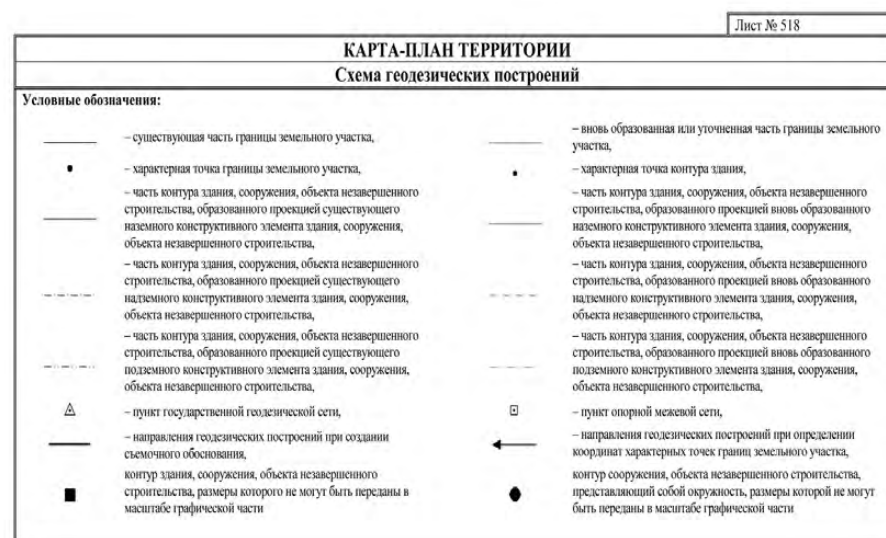 Лист № 518
КАРТА-ПЛАН ТЕРРИТОРИИ
Схема геодезических построений
Условные обозначения:
– существующая часть границы земельного участка,
– вновь образованная или уточненная часть границы земельного
участка,
– характерная точка границы земельного участка,
– характерная точка контура здания,
– часть контура здания, сооружения, объекта незавершенного
строительства, образованного проекцией существующего
наземного конструктивного элемента здания, сооружения,
объекта незавершенного строительства,
– часть контура здания, сооружения, объекта незавершенного
строительства, образованного проекцией вновь образованного
наземного конструктивного элемента здания, сооружения,
объекта незавершенного строительства,
– часть контура здания, сооружения, объекта незавершенного
строительства, образованного проекцией существующего
надземного конструктивного элемента здания, сооружения,
объекта незавершенного строительства,
– часть контура здания, сооружения, объекта незавершенного
строительства, образованного проекцией вновь образованного
надземного конструктивного элемента здания, сооружения,
объекта незавершенного строительства,
– часть контура здания, сооружения, объекта незавершенного
строительства, образованного проекцией существующего
подземного конструктивного элемента здания, сооружения,
объекта незавершенного строительства,
– часть контура здания, сооружения, объекта незавершенного
строительства, образованного проекцией вновь образованного
подземного конструктивного элемента здания, сооружения,
объекта незавершенного строительства,
– пункт государственной геодезической сети,
– пункт опорной межевой сети,
– направления геодезических построений при создании
съемочного обоснования,
– направления геодезических построений при определении
координат характерных точек границ земельного участка,
контур здания, сооружения, объекта незавершенного
строительства, размеры которого не могут быть переданы в
масштабе графической части
контур сооружения, объекта незавершенного строительства,
представляющий собой окружность, размеры которой не могут
быть переданы в масштабе графической части